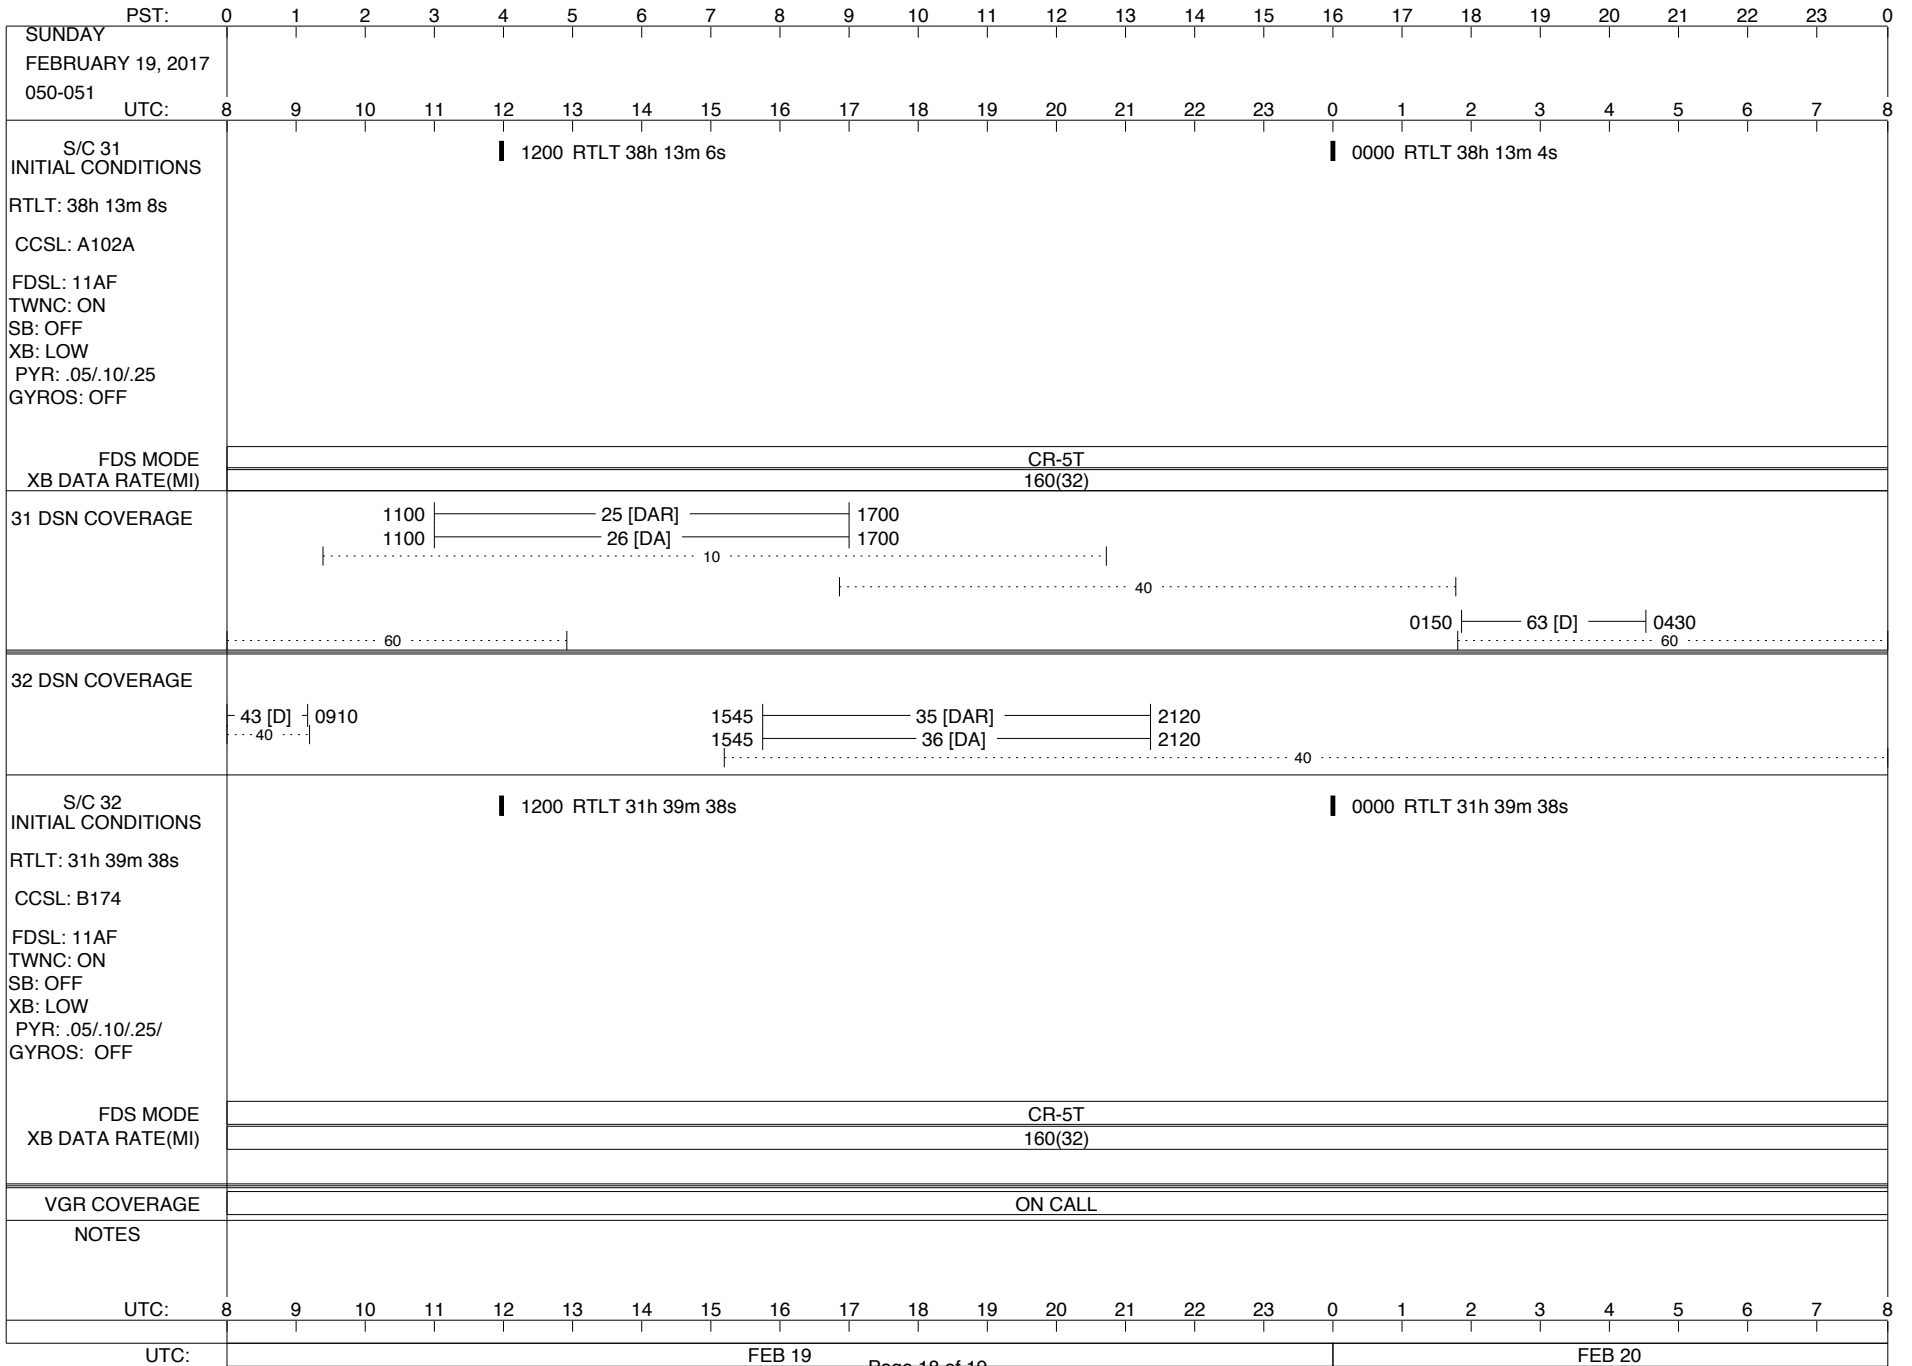 PST: 0 1 2 3 4 5 6 7 8 9 10 11 12 13 14 15 16 17 18 19 20 21 22 23 0
SUNDAY
FEBRUARY 19, 2017
050-051
UTC: 8 9 10 11 12 13 14 15 16 17 18 19 20 21 22 23 0 1 2 3 4 5 6 7 8
S/C 31 1200 RTLT 38h 13m 6s 0000 RTLT 38h 13m 4s
INITIAL CONDITIONS
RTLT: 38h 13m 8s
CCSL: A102A
FDSL: 11AF
TWNC: ON
SB: OFF
XB: LOW
PYR: .05/.10/.25
GYROS: OFF
FDS MODE CR-5T
XB DATA RATE(MI) 160(32)
31 DSN COVERAGE 1100 25 [DAR] 1700
1100 26 [DA] 1700
10
40
0150 63 [D] 0430
60 60
32 DSN COVERAGE
43 [D] 0910 1545 35 [DAR] 2120
40 1545 36 [DA] 2120
40
S/C 32 1200 RTLT 31h 39m 38s 0000 RTLT 31h 39m 38s
INITIAL CONDITIONS
RTLT: 31h 39m 38s
CCSL: B174
FDSL: 11AF
TWNC: ON
SB: OFF
XB: LOW
PYR: .05/.10/.25/
GYROS: OFF
FDS MODE CR-5T
XB DATA RATE(MI) 160(32)
VGR COVERAGE ON CALL
NOTES
UTC: 8 9 10 11 12 13 14 15 16 17 18 19 20 21 22 23 0 1 2 3 4 5 6 7 8
UTC: FEB 19 FEB 20
Page 18 of 19